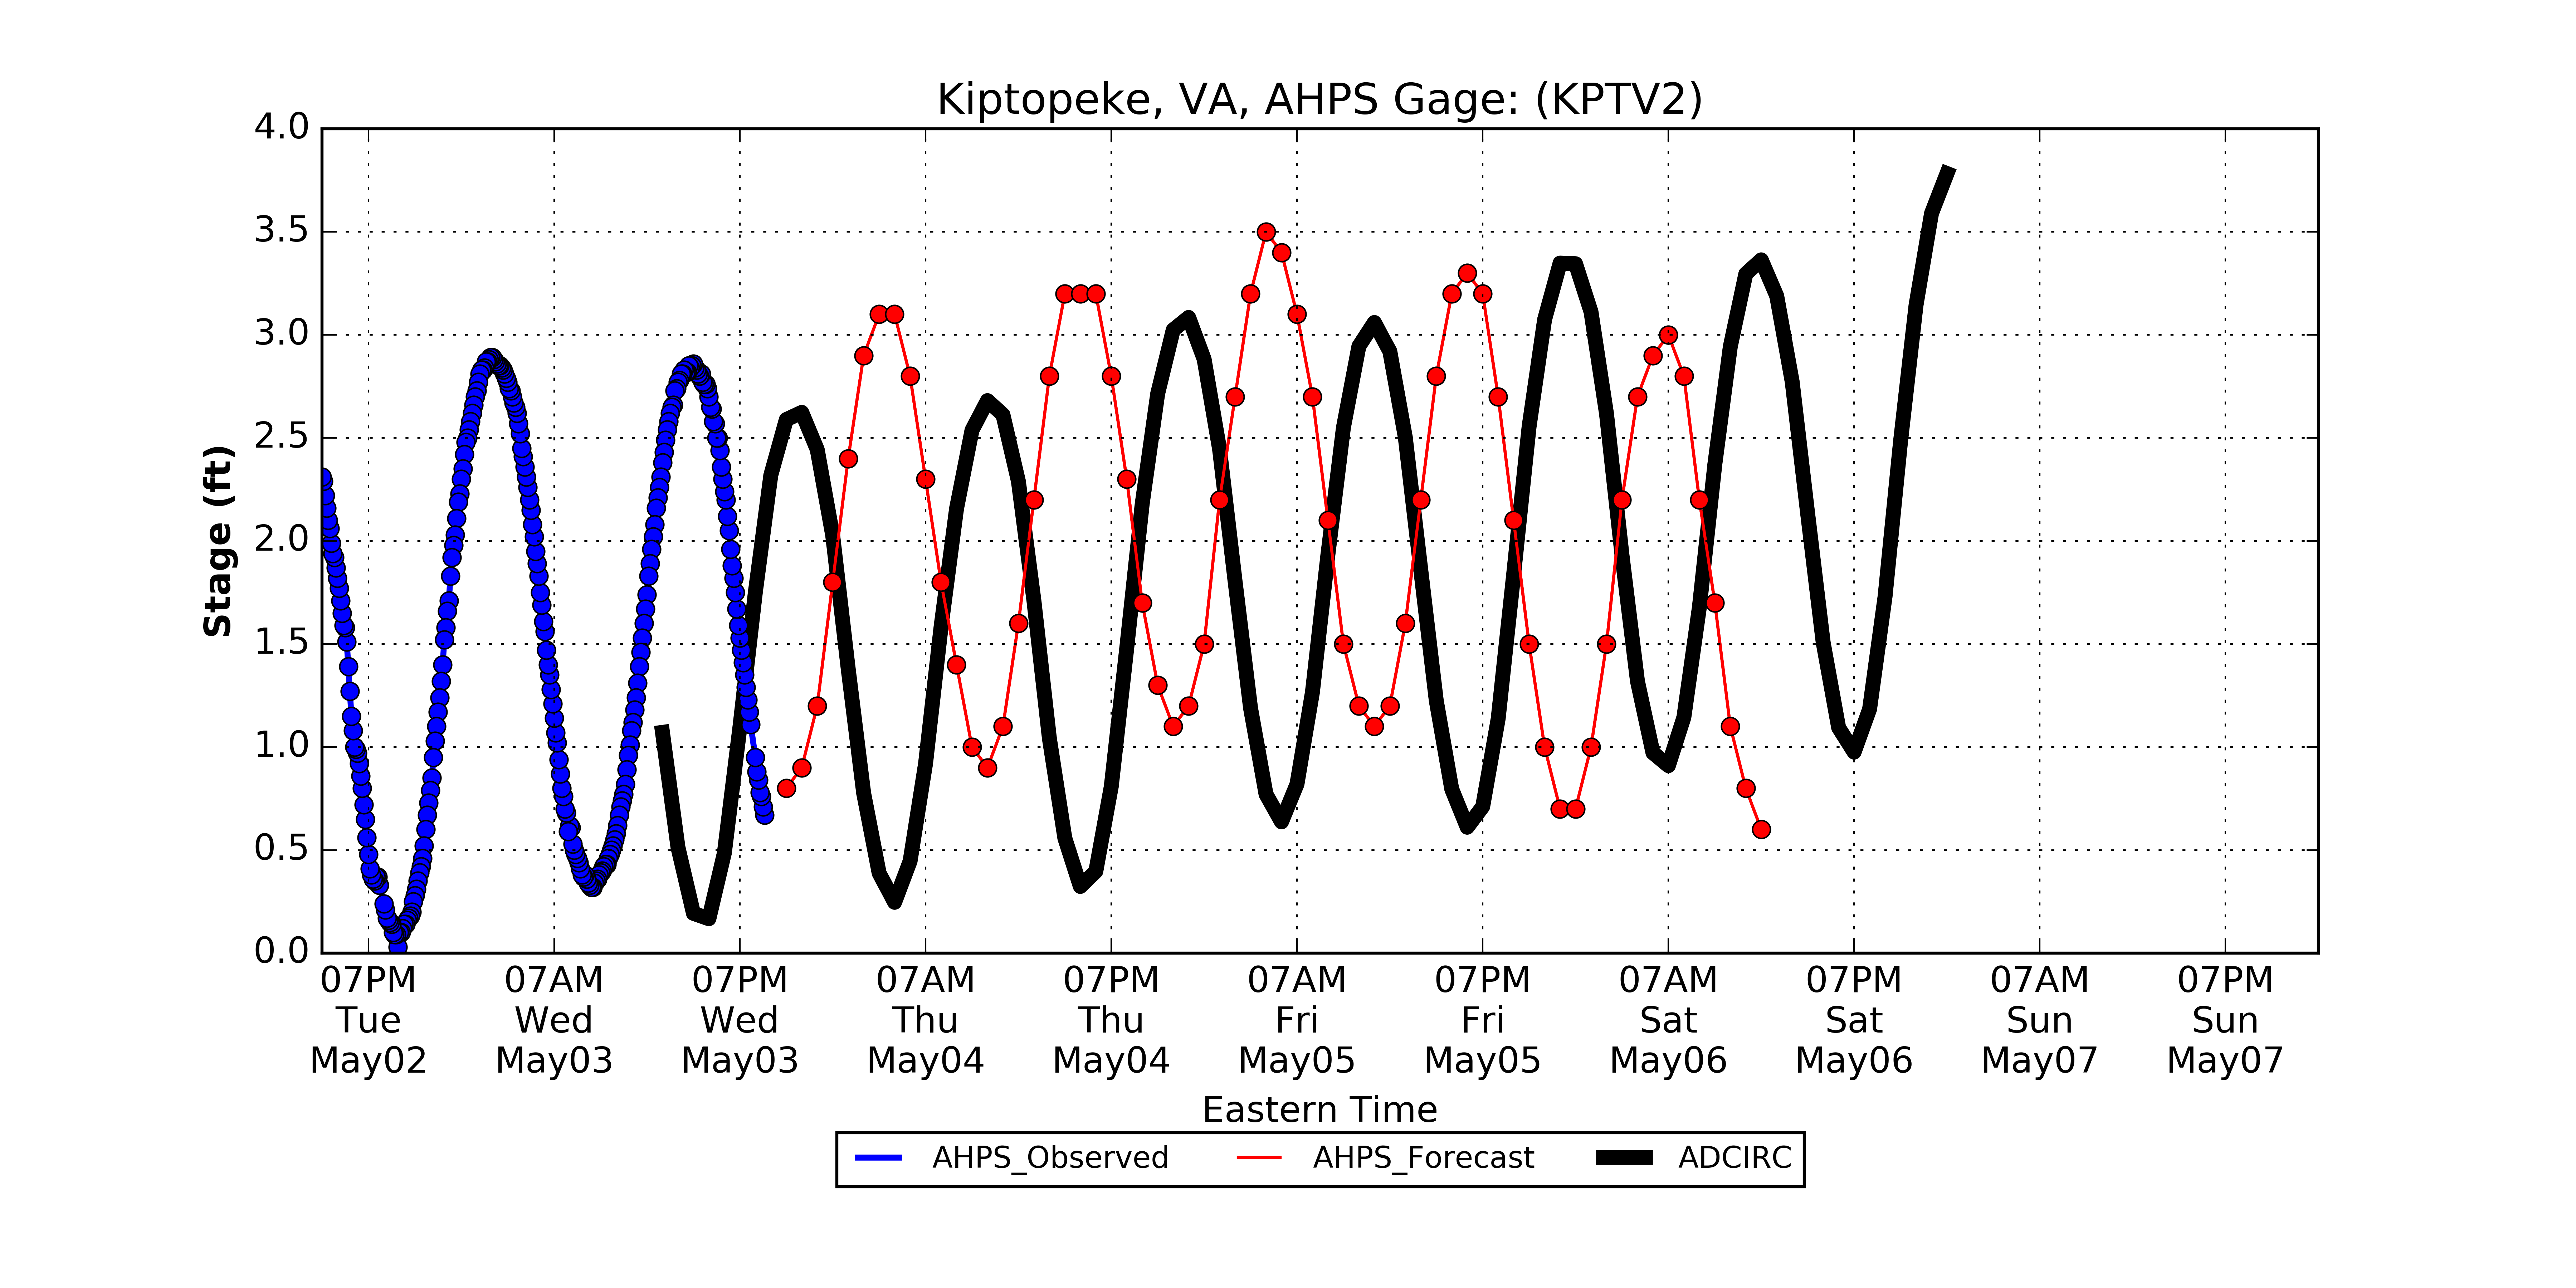 Kiptopeke, VA, AHPS Gage: (KPTV2)
4.0
3.5
3.0
2.5
2.0
1.5
1.0
0.5
0.0
Stage (ft)
07PM 07AM 07PM 07AM 07PM 07AM 07PM 07AM 07PM 07AM 07PM
Tue Wed Wed Thu Thu Fri Fri Sat Sat Sun Sun
May02 May03 May03 May04 May04 May05 May05 May06 May06 May07 May07
Eastern Time
AHPS_Observed AHPS_Forecast ADCIRC